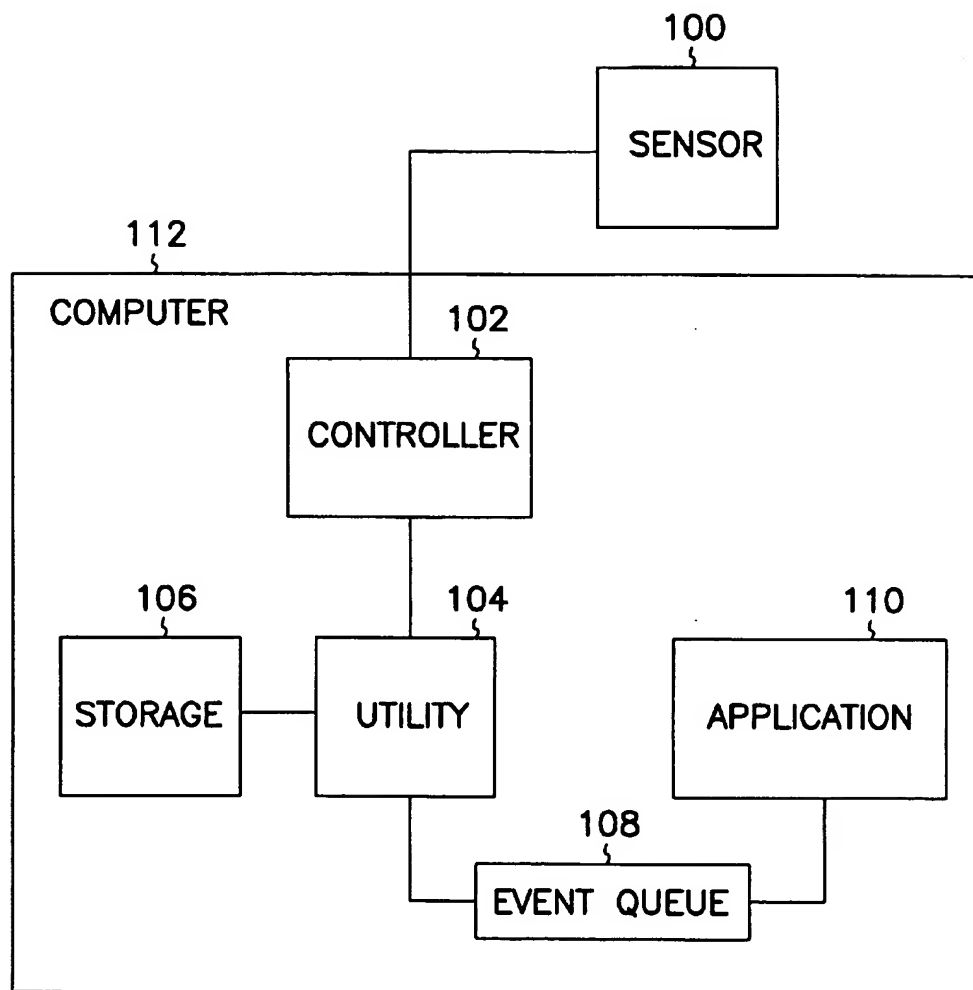 100
SENSOR
112
COMPUTER
102
CONTROLLER
106
104
110
STORAGE
UTILITY
APPLICATION
108
EVENT QUEUE